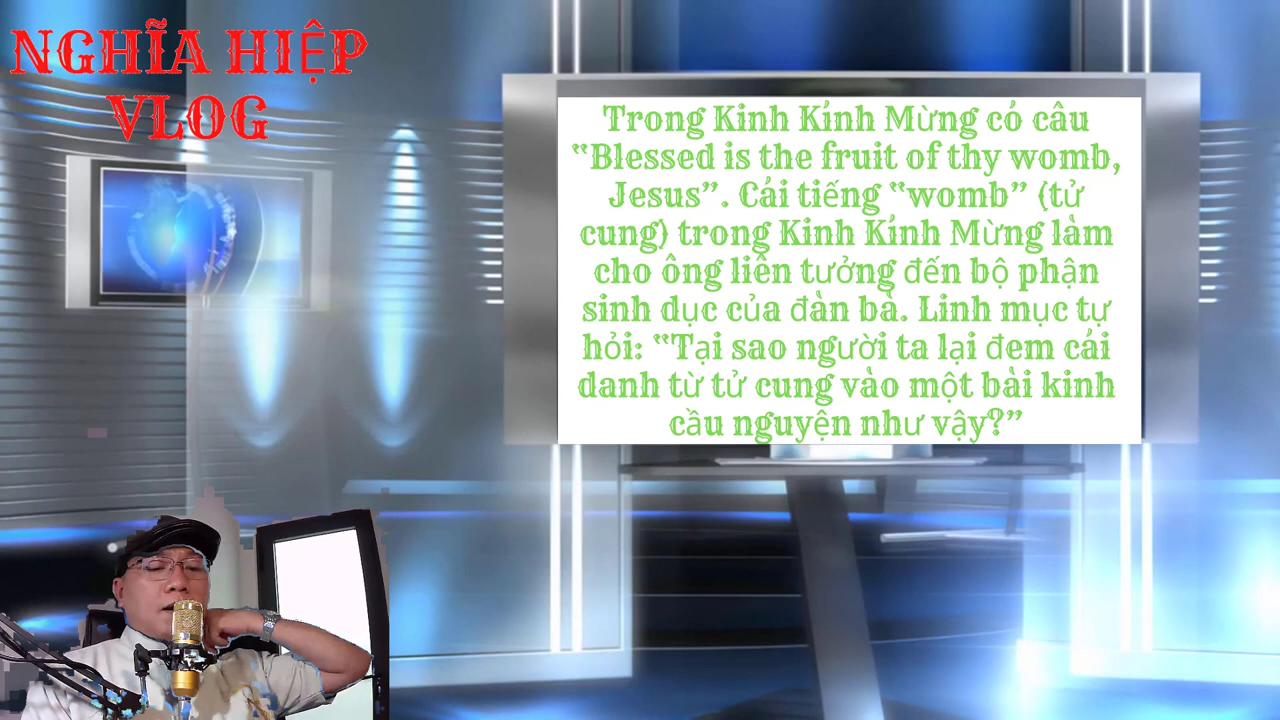 NGHĨA HIỆP
VLOG
Trong Kinh Kính Mừng có câu
“Blessed is the fruit of thy womb,
Jesus”. Cái tiếng “womb” (tử
cung) trong Kinh Kính Mừng làm
cho ông liên tưởng đến bộ phận
sinh dục của đàn bà. Linh mục tự
hỏi: “Tại sao người ta lại đem cái
danh từ tử cung vào một bài kinh
cầu nguyện như vậy?”